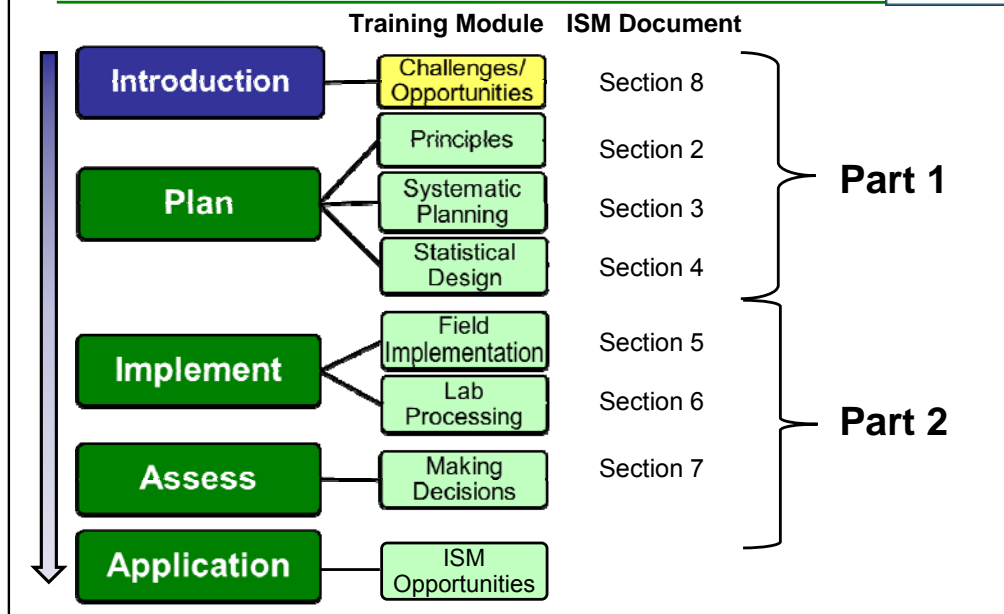 Training Module ISM Document
Introduction
Challenges/
Opportunities
Section 8
Plan
Principles
Section 2
Systematic
Planning
Section 3
Statistical
Design
Section 4
Part 1
Implement
Field
Implementation
Section 5
Lab
Processing
Section 6
Part 2
Assess
Making
Decisions
Section 7
Application
ISM
Opportunities